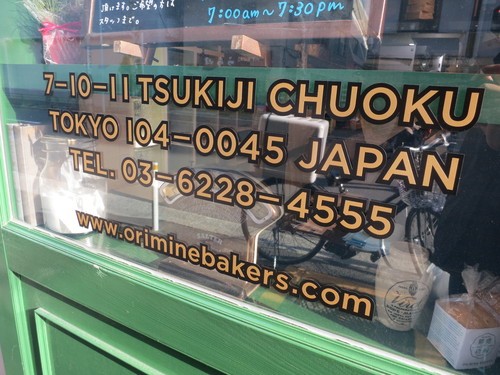 7:00am~7:30pm
7-10-11 TSUKIJI CHUOKU
TOKYO 104-0045 JAPAN
TEL. 03-6228-4555
www.oriminebakers.com